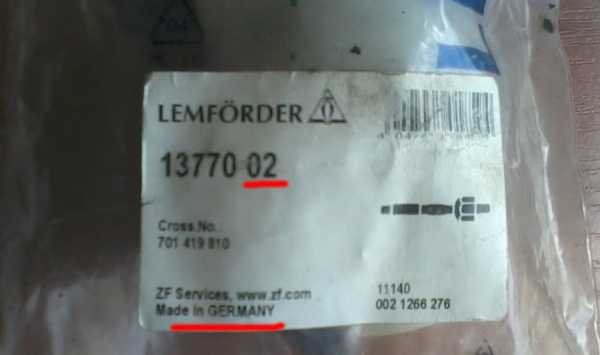 04
LEMFÖRDER
13770 02
Cross.No.:
701 419 810
ZF Services, www.zf.com
Made in GERMANY
11140
002 1266 276